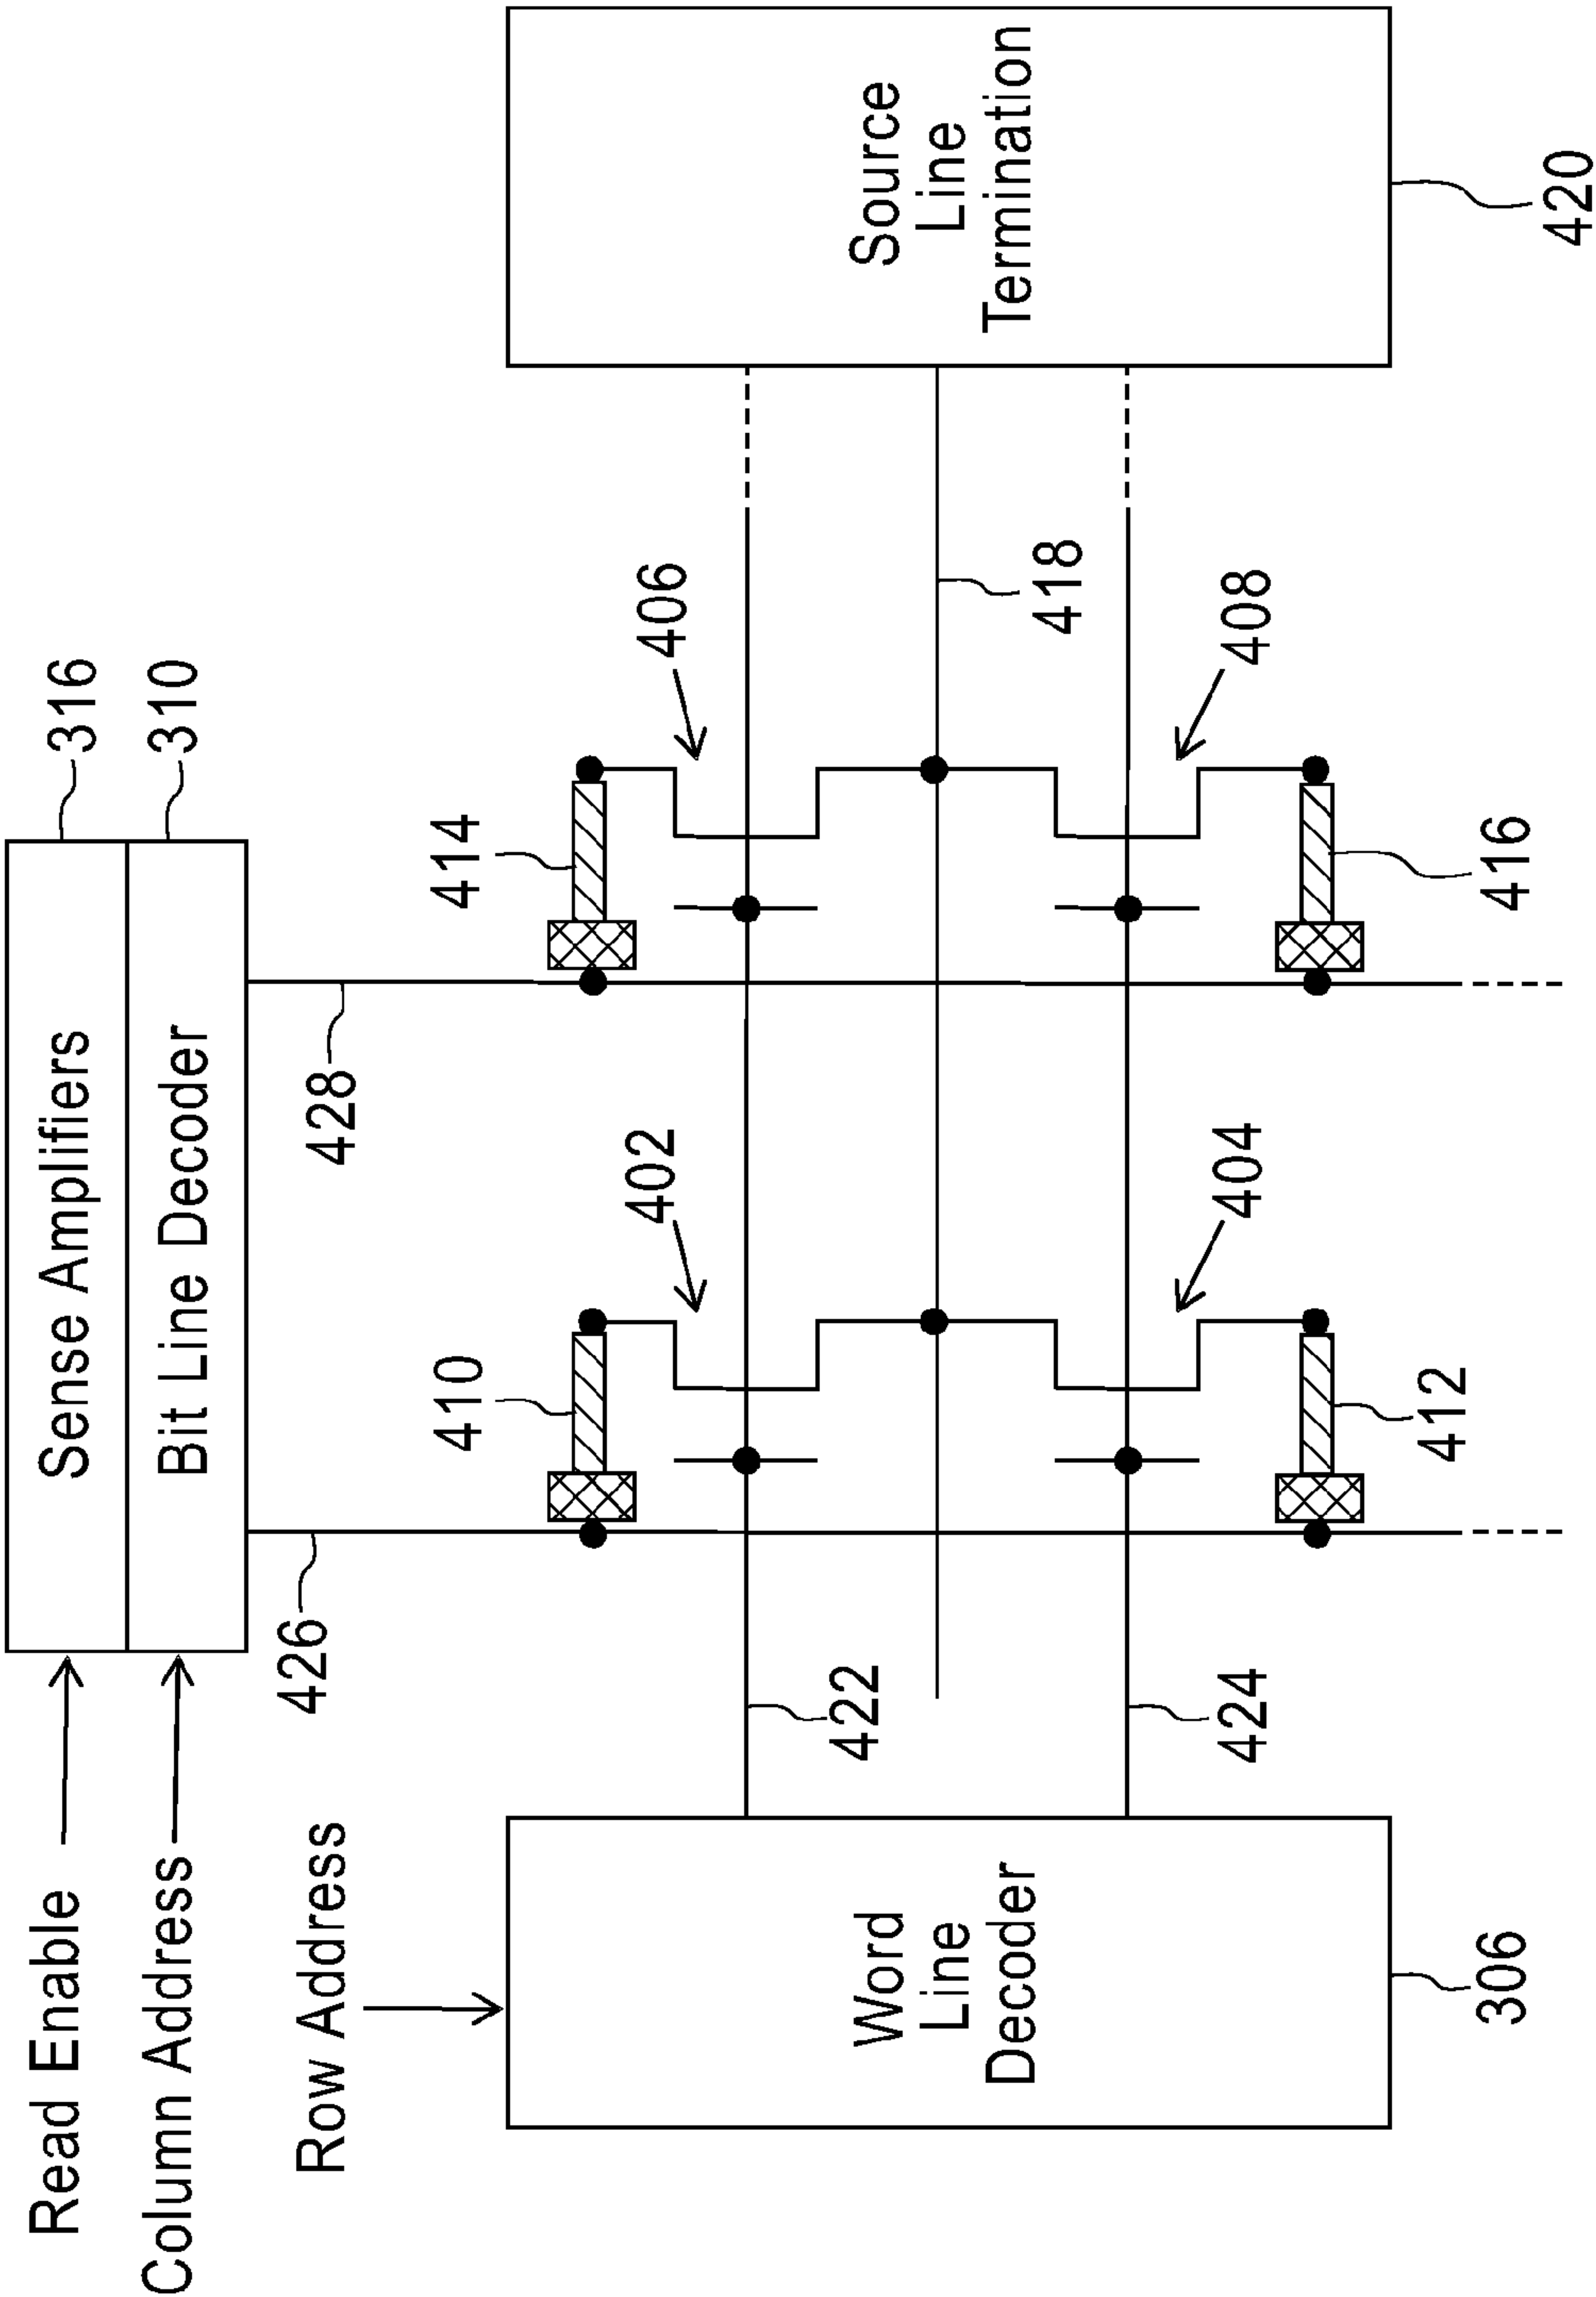 Read Enable
Column Address
Row Address
Sense Amplifiers
Bit Line Decoder
316
310
426
428
410
402
414
406
422
418
424
404
408
412
416
Word
Line
Decoder
306
Source
Line
Termination
420